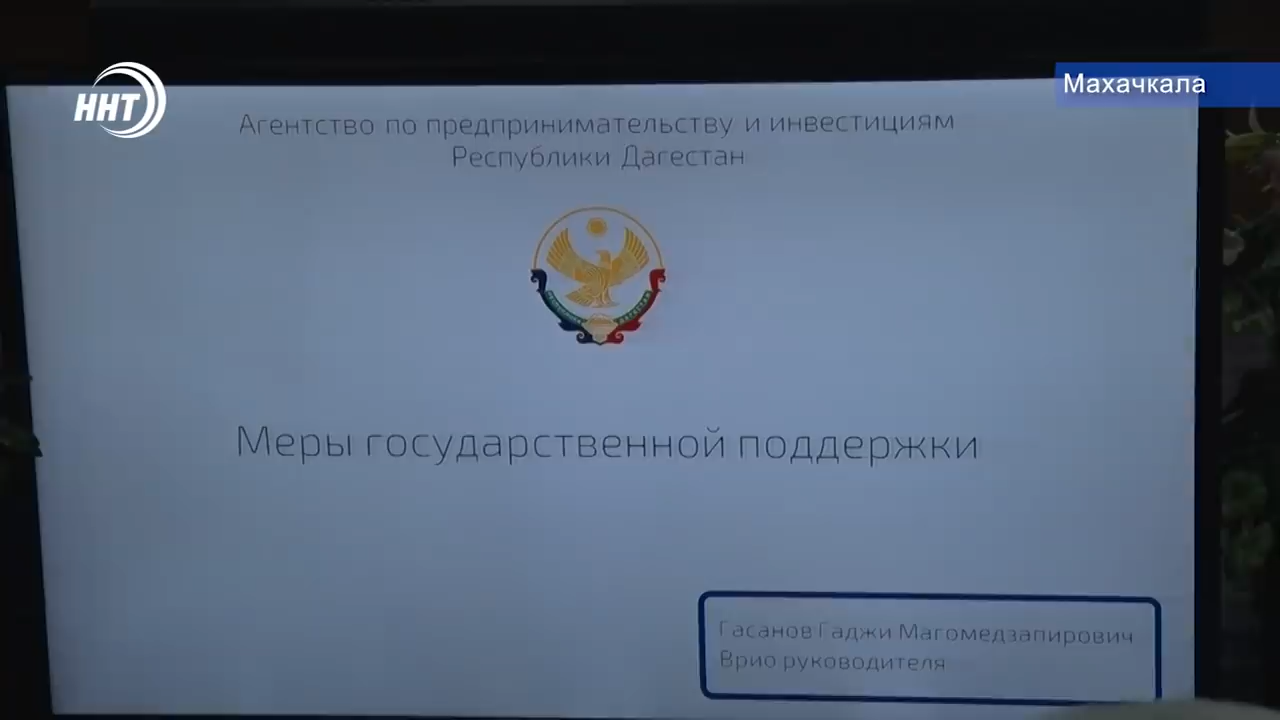 ННТ
Махачкала
Агентство по предпринимательству и инвестициям
Республики Дагестан
Меры государственной поддержки
Гасанов Гаджи Магомедзапирович
Врио руководителя